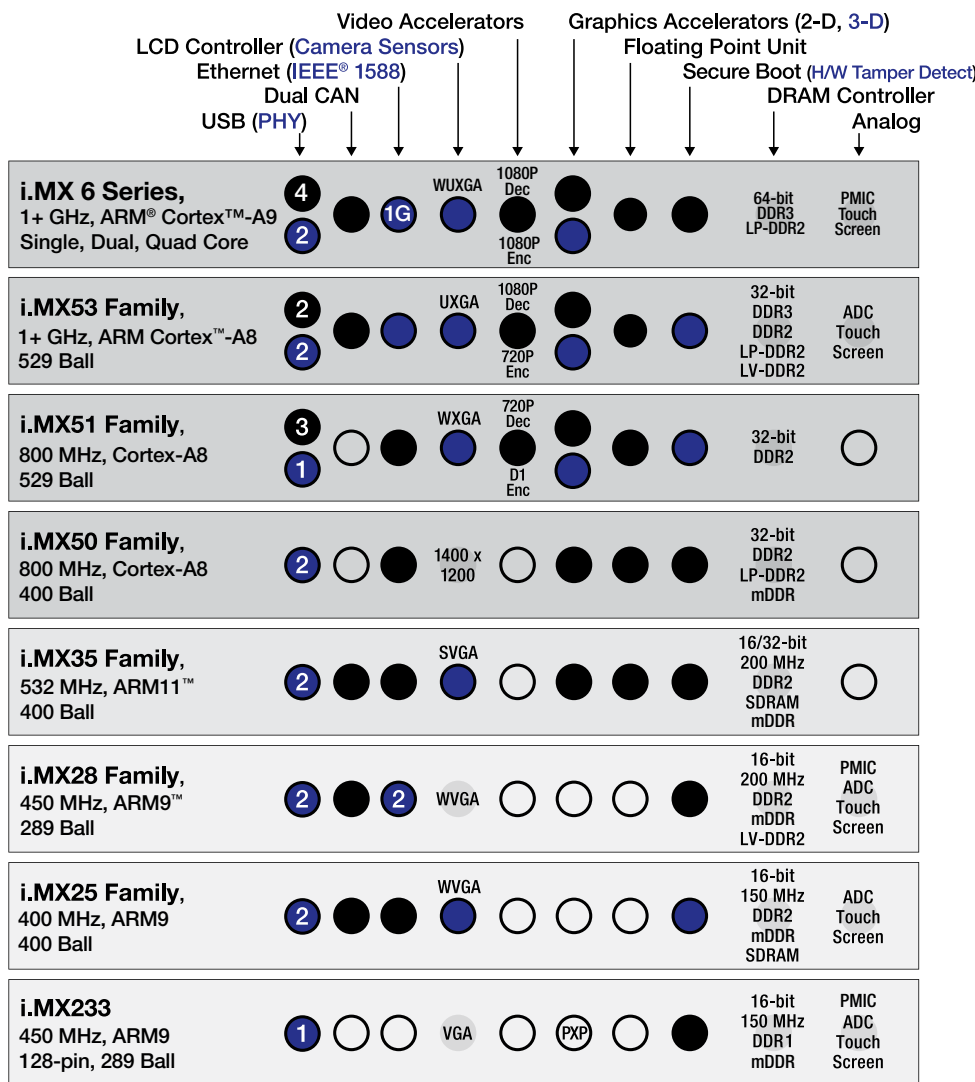 Video Accelerators
Graphics Accelerators (2-D, 3-D)
LCD Controller (Camera Sensors)
Floating Point Unit
Ethernet (IEEE® 1588)
Secure Boot (H/W Tamper Detect)
Dual CAN
DRAM Controller
USB (PHY)
Analog
i.MX 6 Series,
1+ GHz, ARM® Cortex™-A9
Single, Dual, Quad Core
4
2
1G
WUXGA
1080P
Dec
1080P
Enc
64-bit
DDR3
LP-DDR2
PMIC
Touch
Screen
i.MX53 Family,
1+ GHz, ARM Cortex™-A8
529 Ball
2
2
UXGA
1080P
Dec
720P
Enc
32-bit
DDR3
DDR2
LP-DDR2
LV-DDR2
ADC
Touch
Screen
i.MX51 Family,
800 MHz, Cortex-A8
529 Ball
3
1
WXGA
720P
Dec
D1
Enc
32-bit
DDR2
i.MX50 Family,
800 MHz, Cortex-A8
400 Ball
2
1400 x
1200
32-bit
DDR2
LP-DDR2
mDDR
i.MX35 Family,
532 MHz, ARM11™
400 Ball
2
SVGA
16/32-bit
200 MHz
DDR2
SDRAM
mDDR
i.MX28 Family,
450 MHz, ARM9™
289 Ball
2
2
WVGA
16-bit
200 MHz
DDR2
mDDR
LV-DDR2
PMIC
ADC
Touch
Screen
i.MX25 Family,
400 MHz, ARM9
400 Ball
2
WVGA
16-bit
150 MHz
DDR2
mDDR
SDRAM
ADC
Touch
Screen
i.MX233
450 MHz, ARM9
128-pin, 289 Ball
1
VGA
PXP
16-bit
150 MHz
DDR1
mDDR
PMIC
ADC
Touch
Screen